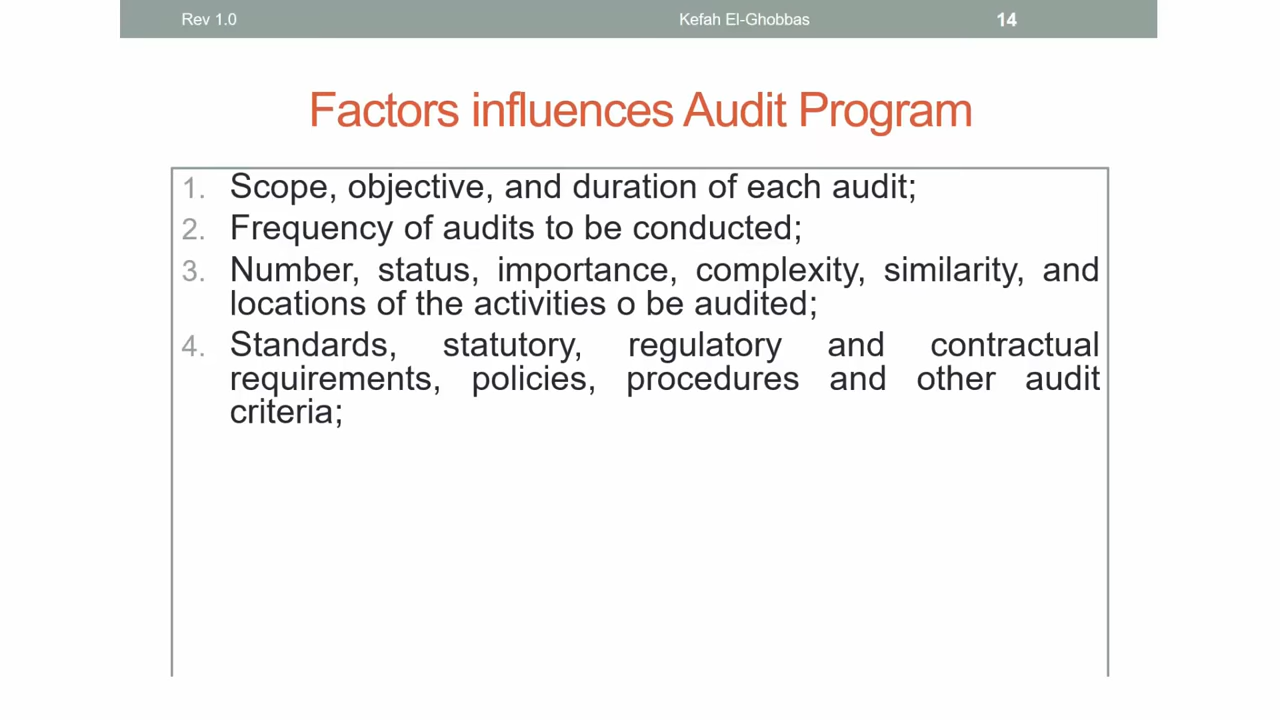 Rev 1.0 Kefah El-Ghobbas 14
Factors influences Audit Program
1. Scope, objective, and duration of each audit;
2. Frequency of audits to be conducted;
3. Number, status, importance, complexity, similarity, and
locations of the activities o be audited;
4. Standards, statutory, regulatory and contractual
requirements, policies, procedures and other audit
criteria;